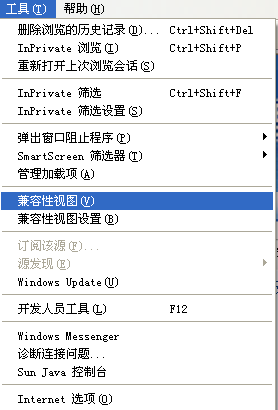 工具(T) 帮助(H)
删除浏览的历史记录(D)... Ctrl+Shift+Del
InPrivate 浏览(I) Ctrl+Shift+P
重新打开上次浏览会话(S)
InPrivate 筛选 Ctrl+Shift+F
InPrivate 筛选设置(S)
弹出窗口阻止程序(P)
SmartScreen 筛选器(T)
管理加载项(A)
兼容性视图(V)
兼容性视图设置(B)
订阅该源(F)...
源发现(E)
Windows Update(U)
开发人员工具(L) F12
Windows Messenger
诊断连接问题...
Sun Java 控制台
Internet 选项(O)